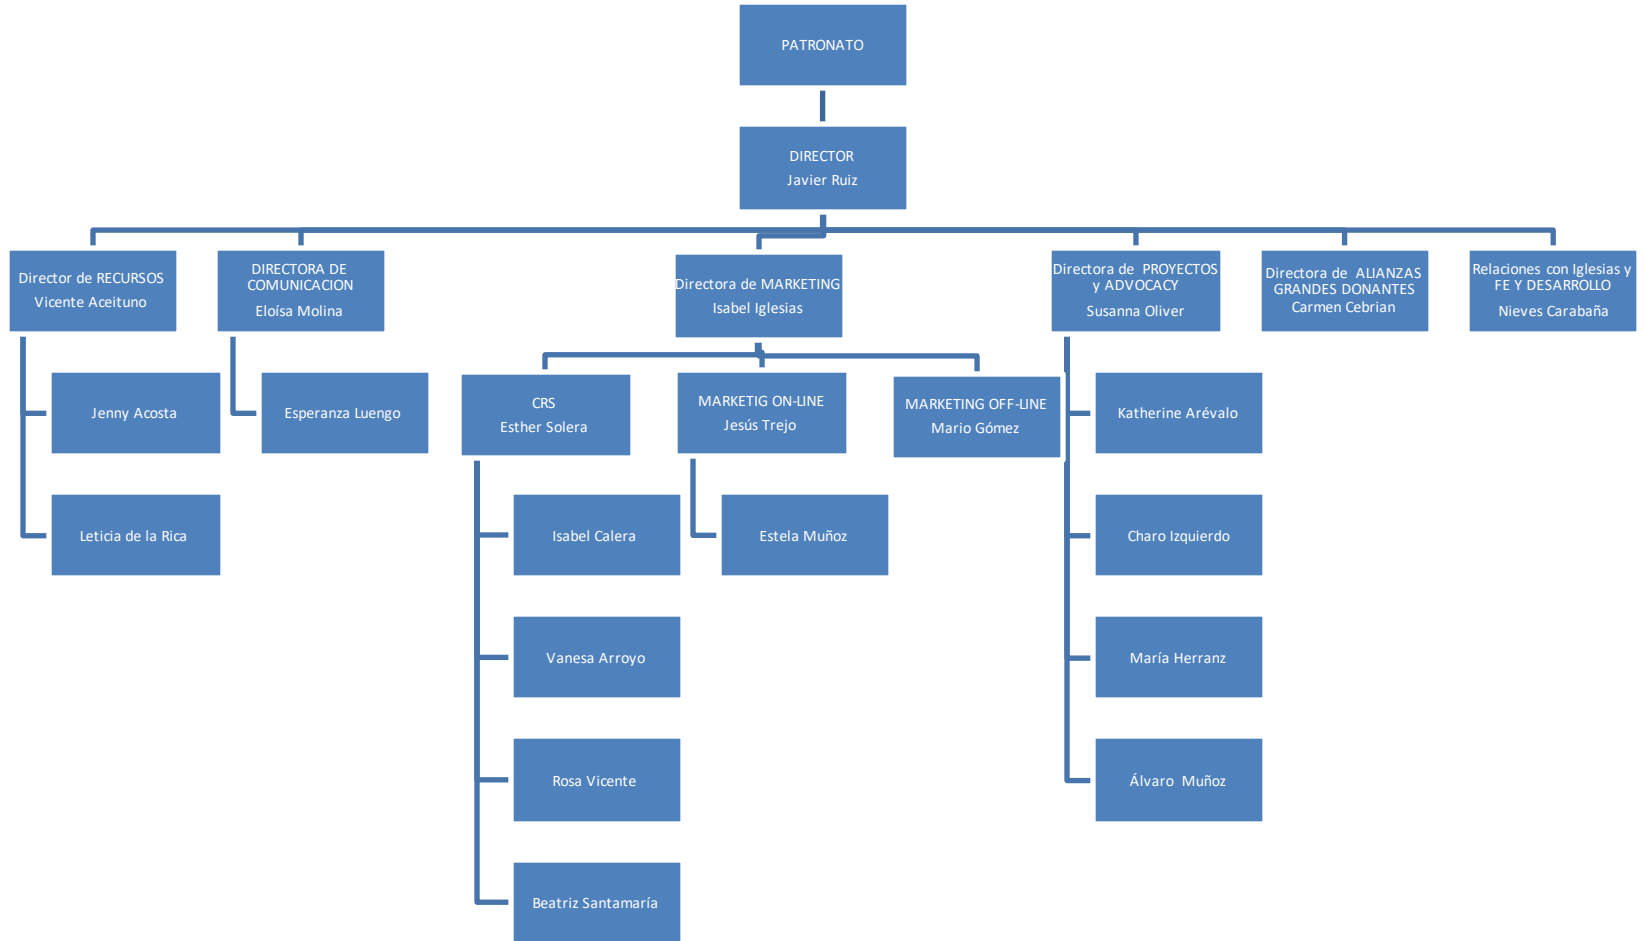 PATRONATO
DIRECTOR
Javier Ruiz
Director de RECURSOS
Vicente Aceituno
DIRECTORA DE
COMUNICACION
Eloísa Molina
Directora de MARKETING
Isabel Iglesias
Directora de PROYECTOS
y ADVOCACY
Susanna Oliver
Directora de ALIANZAS
GRANDES DONANTES
Carmen Cebrian
Relaciones con Iglesias y
FE Y DESARROLLO
Nieves Carabaña
Jenny Acosta
Esperanza Luengo
CRS
Esther Solera
MARKETIG ON-LINE
Jesús Trejo
MARKETING OFF-LINE
Mario Gómez
Katherine Arévalo
Leticia de la Rica
Isabel Calera
Estela Muñoz
Charo Izquierdo
Vanesa Arroyo
María Herranz
Rosa Vicente
Álvaro Muñoz
Beatriz Santamaría